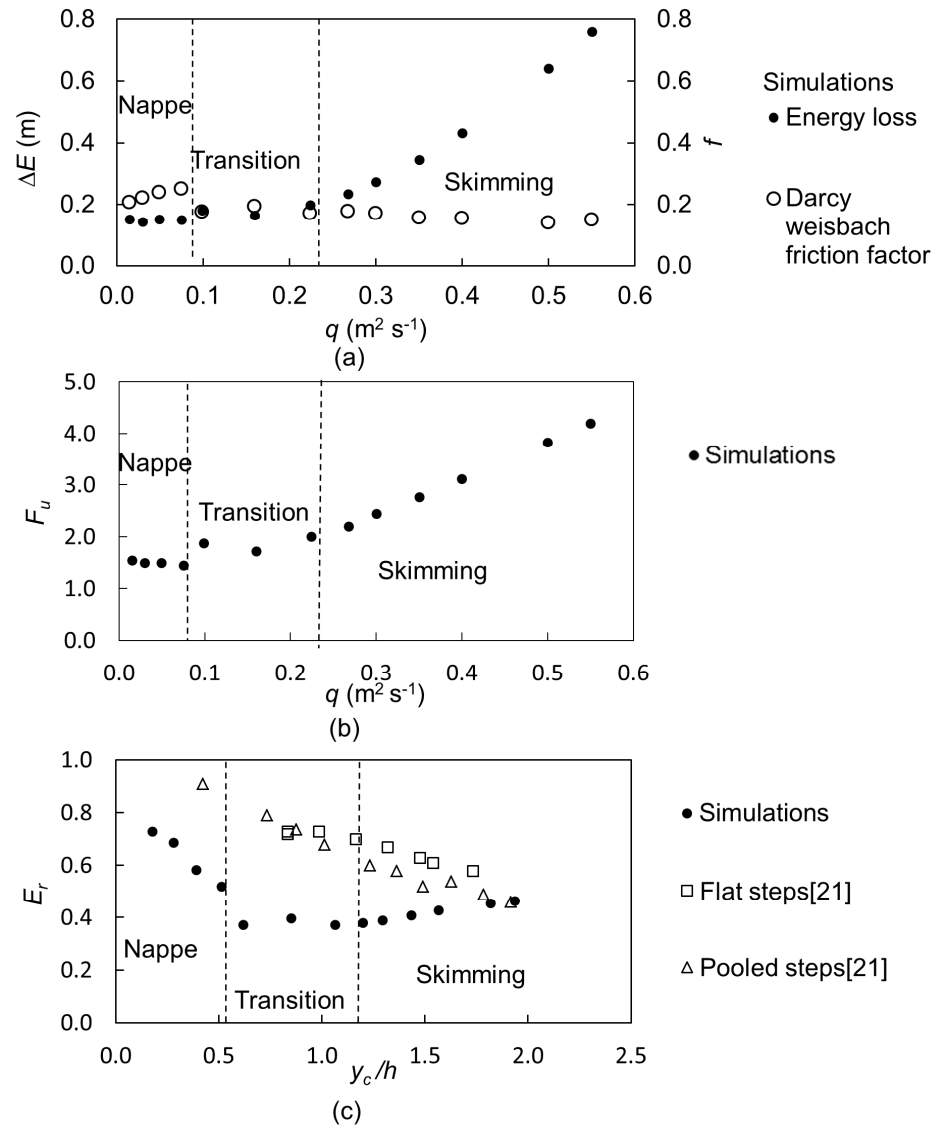 0.8
0.6
0.4
0.2
0.0
ΔE (m)
0.8
0.6
0.4
0.2
0.0
f
Nappe
Transition
Skimming
0.0 0.1 0.2 0.3 0.4 0.5 0.6
q (m² s⁻¹)
(a)
Simulations
Energy loss
Darcy
weisbach
friction factor
5.0
4.0
3.0
2.0
1.0
0.0
Fᵤ
Nappe
Transition
Skimming
0.0 0.1 0.2 0.3 0.4 0.5 0.6
q (m² s⁻¹)
(b)
Simulations
1.0
0.8
0.6
0.4
0.2
0.0
Eᵣ
Nappe
Transition
Skimming
0.0 0.5 1.0 1.5 2.0 2.5
y_c/h
(c)
Simulations
Flat steps[21]
Pooled steps[21]